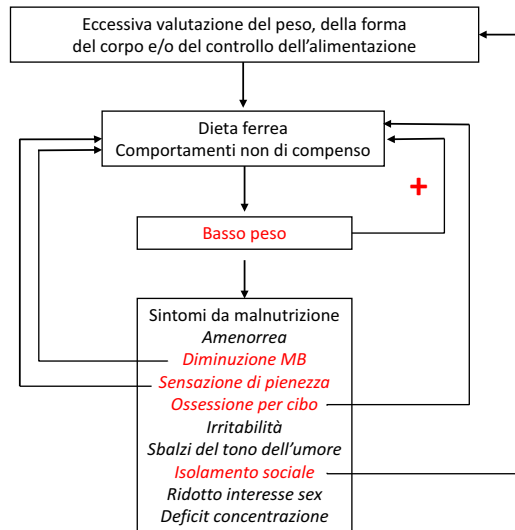 Eccessiva valutazione del peso, della forma
del corpo e/o del controllo dell'alimentazione
Dieta ferrea
Comportamenti non di compenso
+
Basso peso
Sintomi da malnutrizione
Amenorrea
Diminuzione MB
Sensazione di pienezza
Ossessione per cibo
Irritabilità
Sbalzi del tono dell'umore
Isolamento sociale
Ridotto interesse sex
Deficit concentrazione